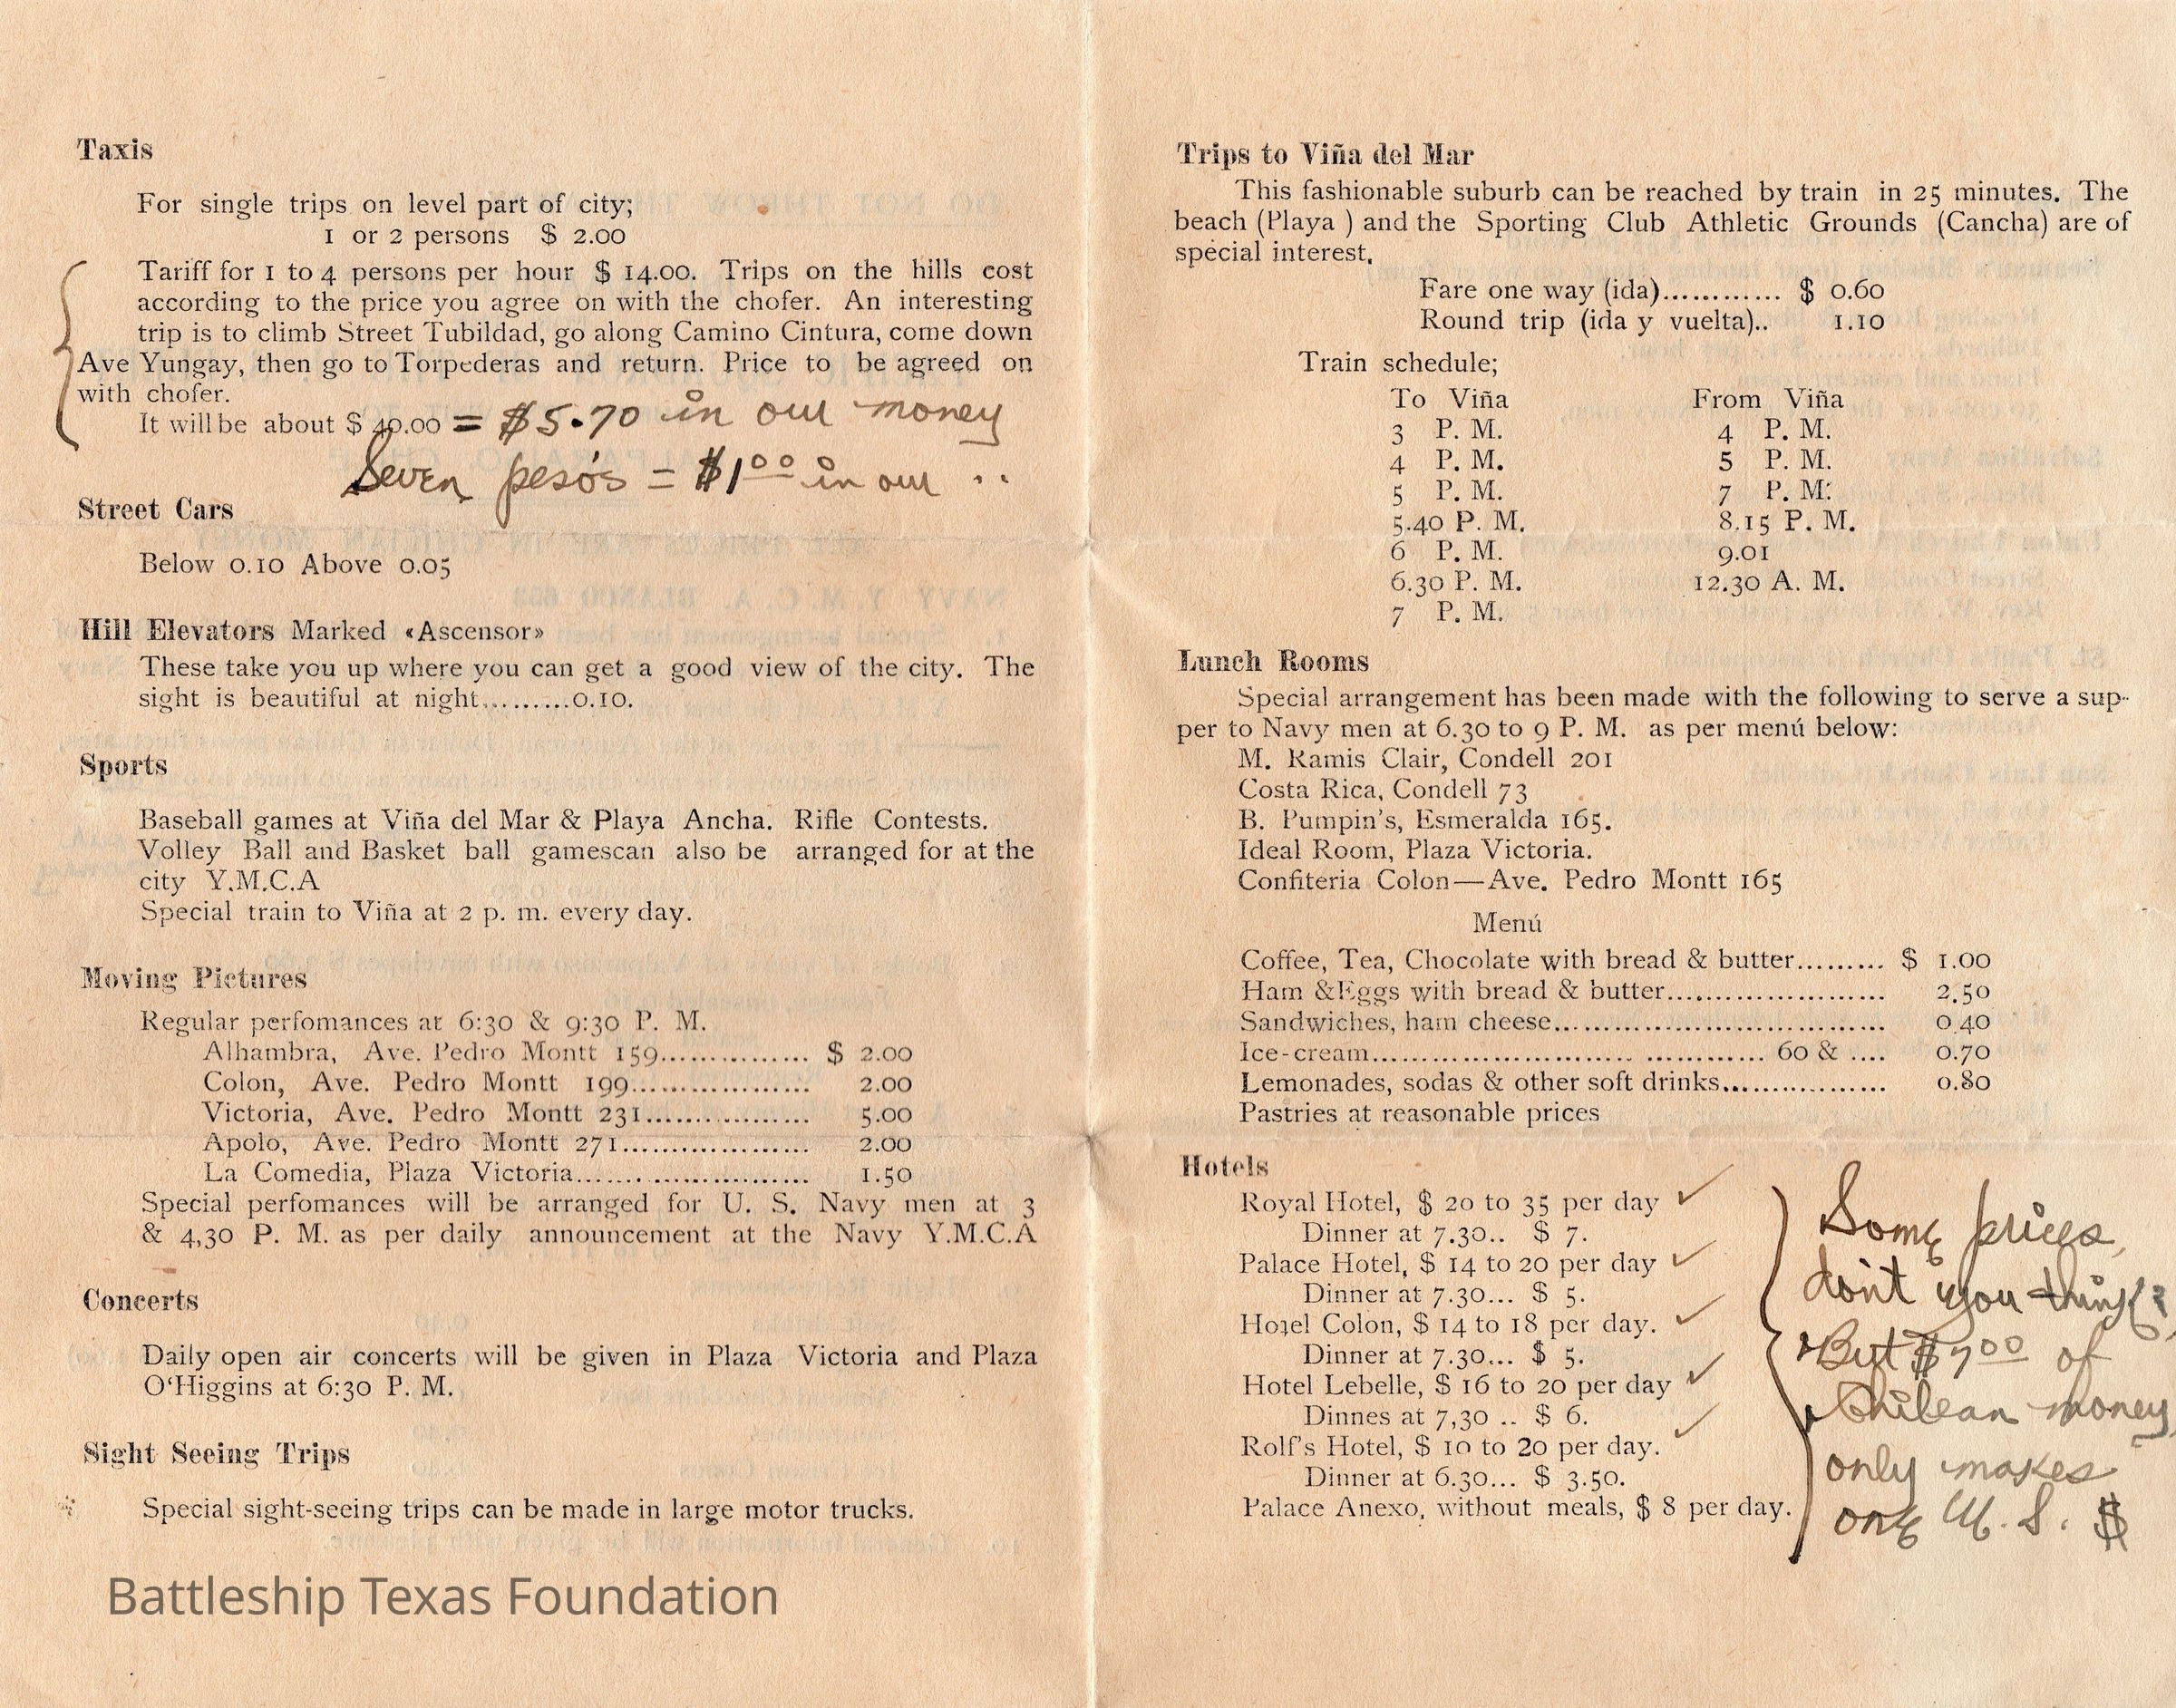 Taxis
For single trips on level part of city;
1 or 2 persons $ 2.00
Tariff for 1 to 4 persons per hour $ 14.00. Trips on the hills cost
according to the price you agree on with the chofer. An interesting
trip is to climb Street Tubildad, go along Camino Cintura, come down
Ave Yungay, then go to Torpederas and return. Price to be agreed on
with chofer.
It will be about $ 40.00 = $5.70 in our money
Seven pesos = $1.00 in our ..
Street Cars
Below 0.10 Above 0.05
Hill Elevators Marked «Ascensor»
These take you up where you can get a good view of the city. The
sight is beautiful at night.........0.10.
Sports
Baseball games at Viña del Mar & Playa Ancha. Rifle Contests.
Volley Ball and Basket ball gamescan also be arranged for at the
city Y.M.C.A
Special train to Viña at 2 p. m. every day.
Moving Pictures
Regular perfomances at 6:30 & 9:30 P. M.
Alhambra, Ave. Pedro Montt 159............... $ 2.00
Colon, Ave. Pedro Montt 199.................. 2.00
Victoria, Ave. Pedro Montt 231................ 5.00
Apolo, Ave. Pedro Montt 271................... 2.00
La Comedia, Plaza Victoria........................ 1.50
Special perfomances will be arranged for U. S. Navy men at 3
& 4,30 P. M. as per daily announcement at the Navy Y.M.C.A
Concerts
Daily open air concerts will be given in Plaza Victoria and Plaza
O‘Higgins at 6:30 P. M.
Sight Seeing Trips
Special sight-seeing trips can be made in large motor trucks.
Battleship Texas Foundation
Trips to Viña del Mar
This fashionable suburb can be reached by train in 25 minutes. The
beach (Playa ) and the Sporting Club Athletic Grounds (Cancha) are of
special interest.
Fare one way (ida)............ $ 0.60
Round trip (ida y vuelta).. 1.10
Train schedule;
To Viña From Viña
3 P. M. 4 P. M.
4 P. M. 5 P. M.
5 P. M. 7 P. M.
5.40 P. M. 8.15 P. M.
6 P. M. 9.01
6.30 P. M. 12.30 A. M.
7 P. M.
Lunch Rooms
Special arrangement has been made with the following to serve a sup-
per to Navy men at 6.30 to 9 P. M. as per menú below:
M. Ramis Clair, Condell 201
Costa Rica, Condell 73
B. Pumpin's, Esmeralda 165.
Ideal Room, Plaza Victoria.
Confiteria Colon—Ave. Pedro Montt 165
Menú
Coffee, Tea, Chocolate with bread & butter......... $ 1.00
Ham &Eggs with bread & butter....................... 2.50
Sandwiches, ham cheese.................................. 0.40
Ice-cream........................... ............ 60 & .... 0.70
Lemonades, sodas & other soft drinks................. 0.80
Pastries at reasonable prices
Hotels
Royal Hotel, $ 20 to 35 per day
Dinner at 7.30.. $ 7.
Palace Hotel, $ 14 to 20 per day
Dinner at 7.30... $ 5.
Hotel Colon, $ 14 to 18 per day.
Dinner at 7.30... $ 5.
Hotel Lebelle, $ 16 to 20 per day
Dinnes at 7,30 .. $ 6.
Rolf's Hotel, $ 10 to 20 per day.
Dinner at 6.30... $ 3.50.
Palace Anexo, without meals, $ 8 per day.
Some prices,
don't you think?
But $7.00 of
Chilean money
only makes
one U. S. $